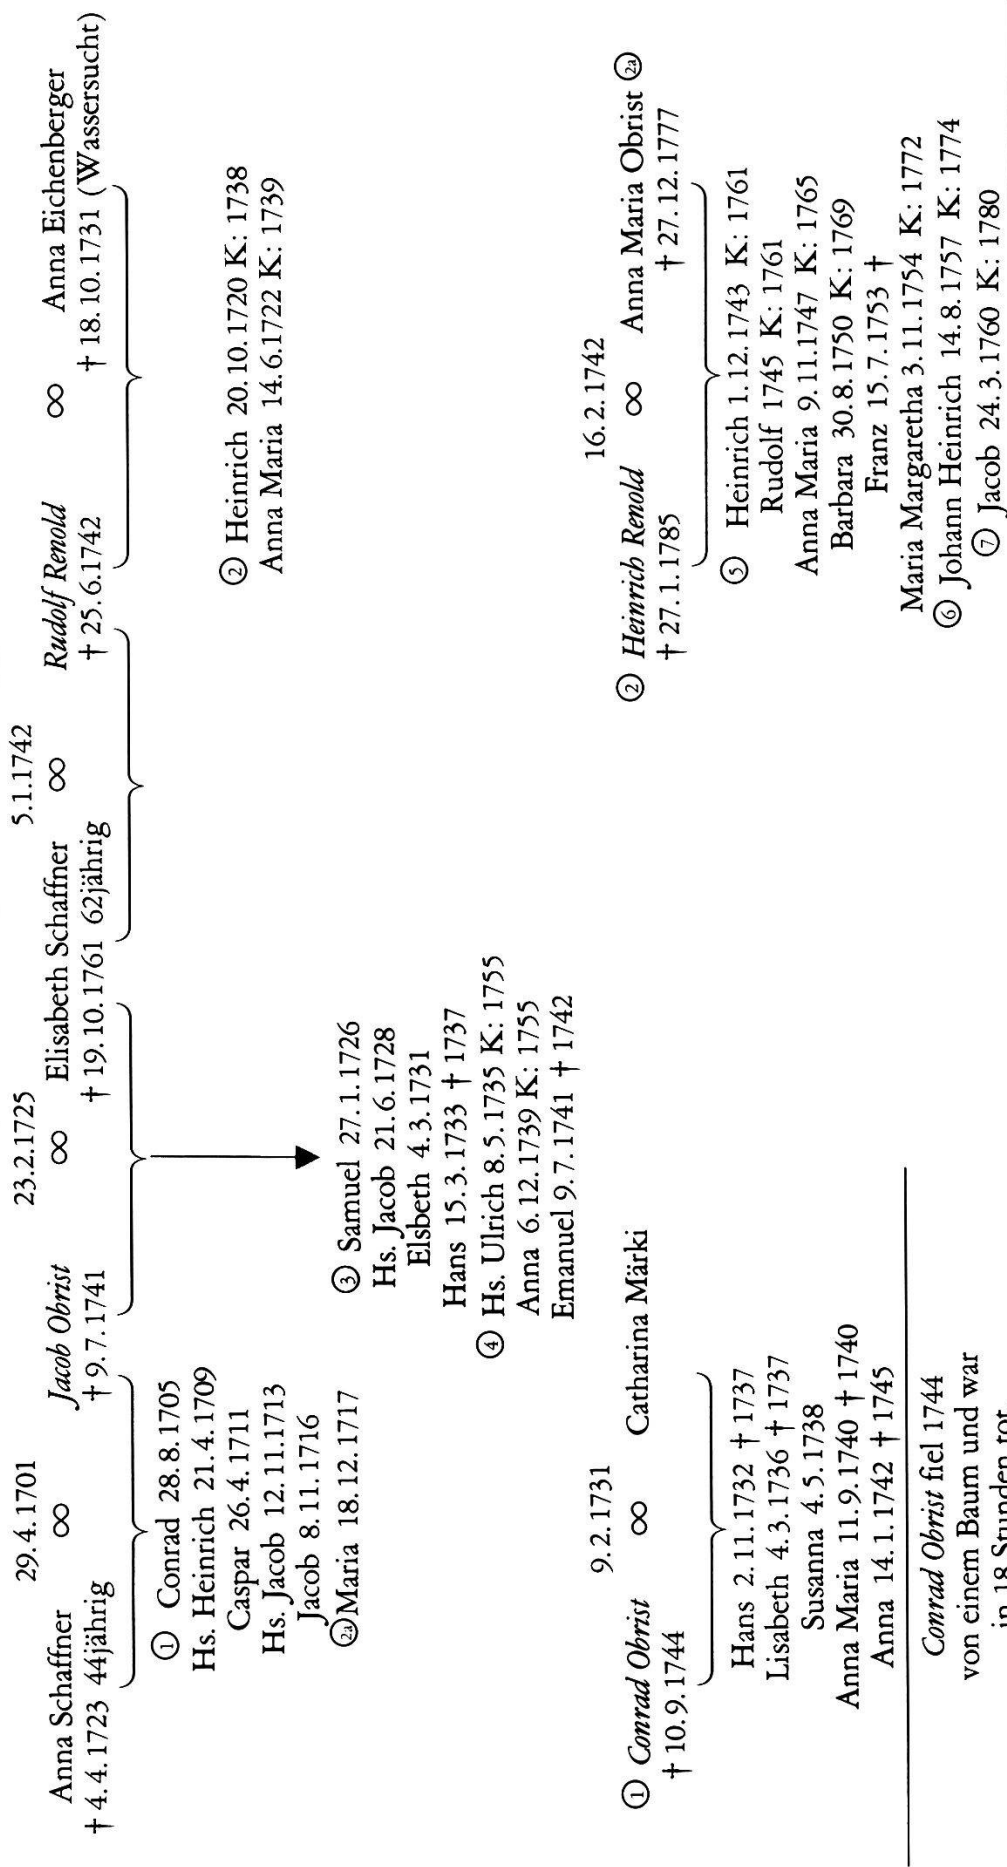 29.4.1701
Anna Schaffner ∞ Jacob Obrist
† 4.4.1723 44jährig
† 9.7.1741
23.2.1725
∞ Elisabeth Schaffner
† 19.10.1761 62jährig
5.1.1742
∞ Rudolf Renold
† 25.6.1742
∞ Anna Eichenberger
† 18.10.1731 (Wassersucht)
① Conrad 28.8.1705
Hs. Heinrich 21.4.1709
Caspar 26.4.1711
Hs. Jacob 12.11.1713
Jacob 8.11.1716
2a Maria 18.12.1717
③ Samuel 27.1.1726
Hs. Jacob 21.6.1728
Elsbeth 4.3.1731
Hans 15.3.1733 † 1737
④ Hs. Ulrich 8.5.1735 K: 1755
Anna 6.12.1739 K: 1755
Emanuel 9.7.1741 † 1742
② Heinrich 20.10.1720 K: 1738
Anna Maria 14.6.1722 K: 1739
9.2.1731
① Conrad Obrist ∞ Catharina Märki
† 10.9.1744
Hans 2.11.1732 † 1737
Lisabeth 4.3.1736 † 1737
Susanna 4.5.1738
Anna Maria 11.9.1740 † 1740
Anna 14.1.1742 † 1745
Conrad Obrist fiel 1744
von einem Baum und war
in 18 Stunden tot
16.2.1742
② Heinrich Renold ∞ Anna Maria Obrist 2a
† 27.1.1785
† 27.12.1777
⑤ Heinrich 1.12.1743 K: 1761
Rudolf 1745 K: 1761
Anna Maria 9.11.1747 K: 1765
Barbara 30.8.1750 K: 1769
Franz 15.7.1753 †
Maria Margaretha 3.11.1754 K: 1772
⑥ Johann Heinrich 14.8.1757 K: 1774
⑦ Jacob 24.3.1760 K: 1780